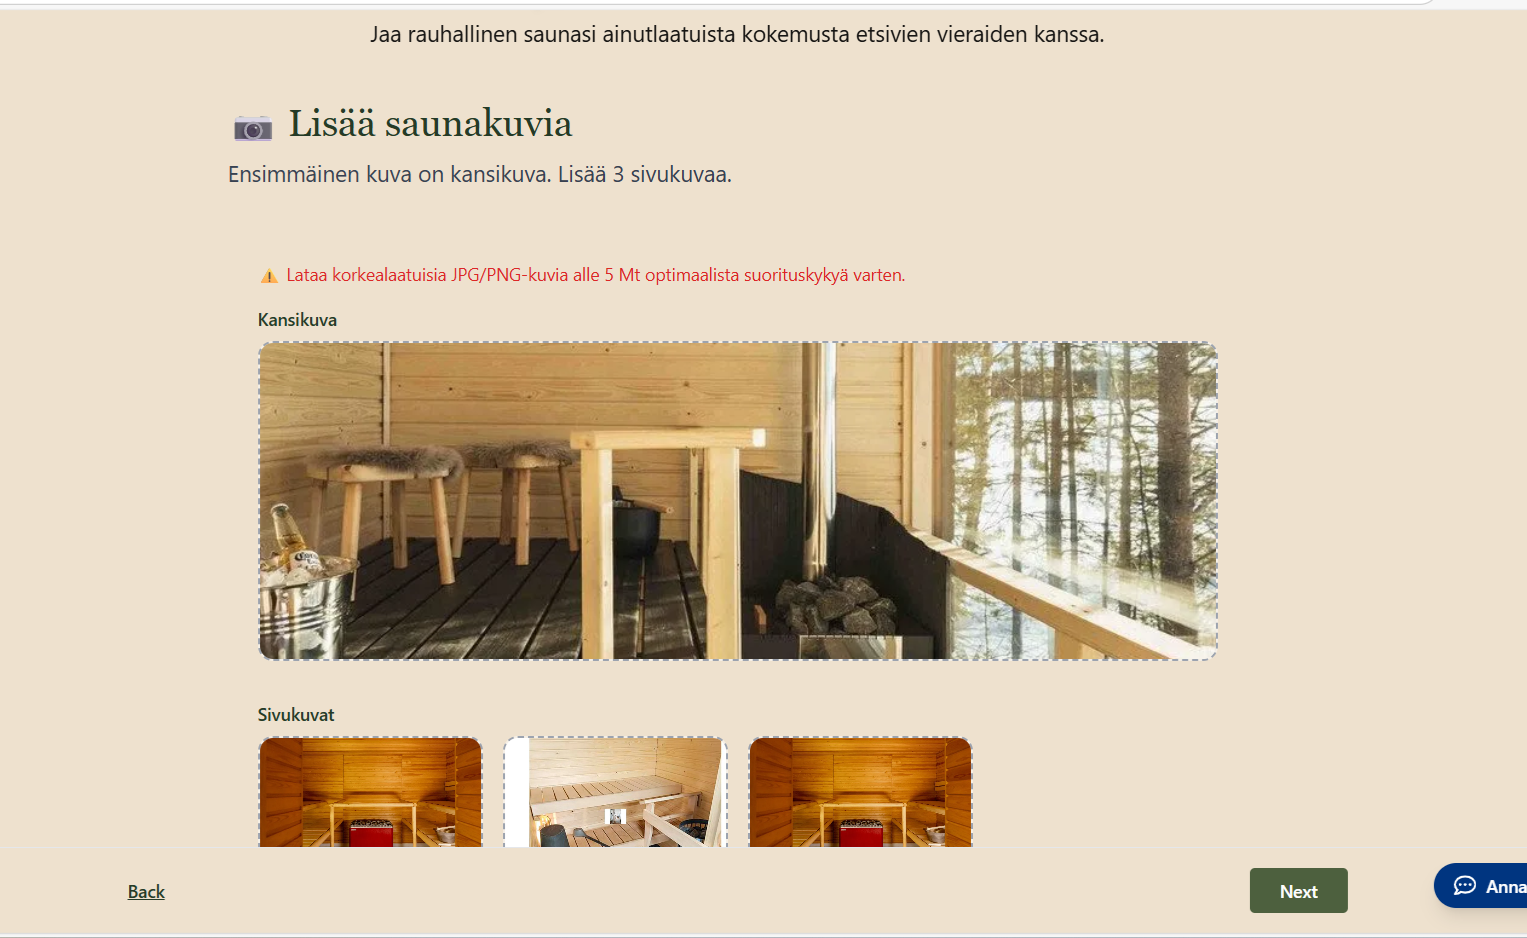 Jaa rauhallinen saunasi ainutlaatuista kokemusta etsivien vieraiden kanssa.
Lisää saunakuvia
Ensimmäinen kuva on kansikuva. Lisää 3 sivukuvaa.
Lataa korkealaatuisia JPG/PNG-kuvia alle 5 Mt optimaalista suorituskykyä varten.
Kansikuva
Sivukuvat
Back
Next
Anna